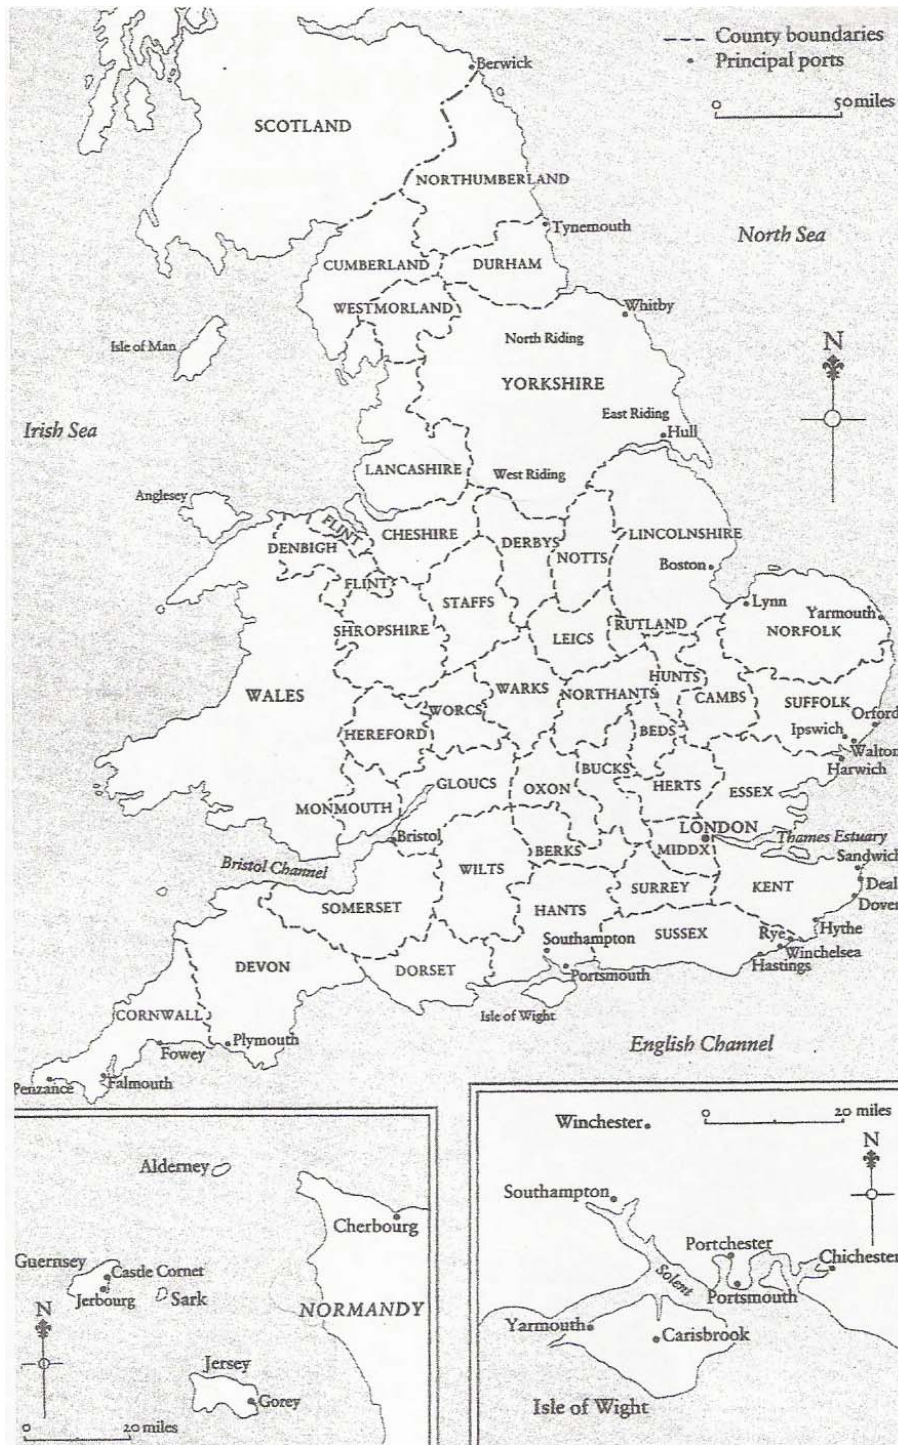 County boundaries
Principal ports
0 50 miles
Berwick
SCOTLAND
NORTHUMBERLAND
Tynemouth
North Sea
CUMBERLAND
DURHAM
WESTMORLAND
Whitby
Isle of Man
North Riding
N
YORKSHIRE
East Riding
Irish Sea
Hull
LANCASHIRE
West Riding
Anglesey
FLINT
CHESHIRE
DERBYS
LINCOLNSHIRE
DENBIGH
NOTTS
Boston
FLINT
STAFFS
Lynn
Yarmouth
SHROPSHIRE
LEICS
RUTLAND
NORFOLK
HUNTS
WALES
WARKS
NORTHANTS
CAMBS
SUFFOLK
WORCS
Orford
HEREFORD
BEDS
Ipswich
Walton
BUCKS
Harwich
GLOUCS
OXON
HERTS
ESSEX
MONMOUTH
LONDON
Bristol
Thames Estuary
BERKS
MIDDX
Bristol Channel
WILTS
Sandwich
SURREY
KENT
Deal
SOMERSET
Dover
HANTS
Hythe
SUSSEX
Rye
Southampton
Winchelsea
DEVON
DORSET
Portsmouth
Hastings
CORNWALL
Isle of Wight
Plymouth
English Channel
Fowey
Penzance
Falmouth
Alderney
Cherbourg
Guernsey
Castle Cornet
Jerbourg
Sark
N
NORMANDY
Jersey
Gorey
0 20 miles
Winchester
0 20 miles
N
Southampton
Portchester
Chichester
Solent
Portsmouth
Yarmouth
Carisbrook
Isle of Wight